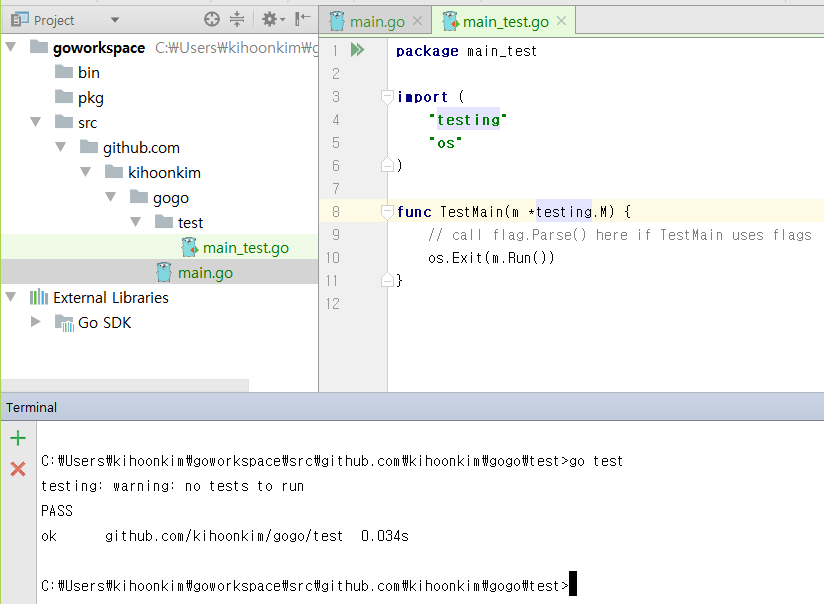 Project
goworkspace C:₩Users₩kihoonkim₩g
bin
pkg
src
github.com
kihoonkim
gogo
test
main_test.go
main.go
External Libraries
Go SDK
main.go
main_test.go
1 package main_test
2
3 import (
4 "testing"
5 "os"
6 )
7
8 func TestMain(m *testing.M) {
9 // call flag.Parse() here if TestMain uses flags
10 os.Exit(m.Run())
11 }
12
Terminal
C:₩Users₩kihoonkim₩goworkspace₩src₩github.com₩kihoonkim₩gogo₩test>go test
testing: warning: no tests to run
PASS
ok github.com/kihoonkim/gogo/test 0.034s
C:₩Users₩kihoonkim₩goworkspace₩src₩github.com₩kihoonkim₩gogo₩test>